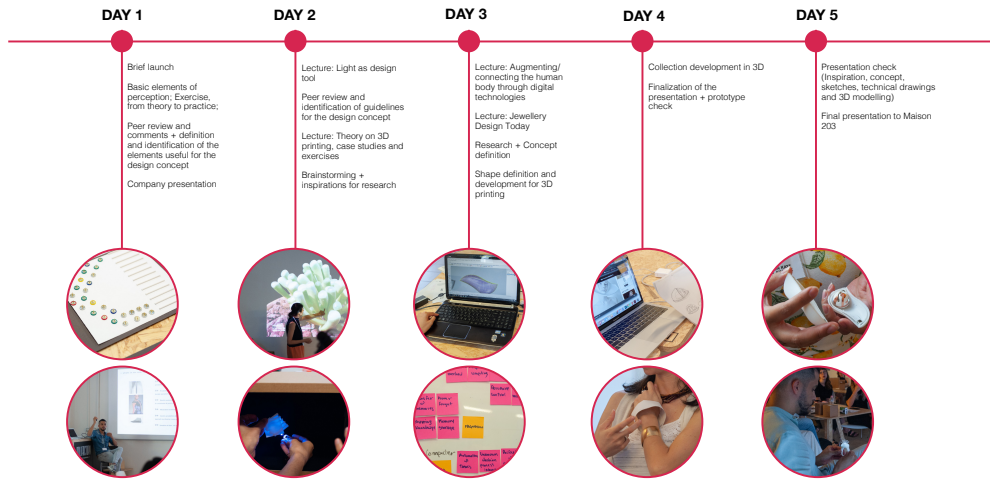 DAY 1
DAY 2
DAY 3
DAY 4
DAY 5
Brief launch
Basic elements of
perception; Exercise,
from theory to practice;
Peer review and
comments + definition
and identification of the
elements useful for the
design concept
Company presentation
Lecture: Light as design
tool
Peer review and
identification of guidelines
for the design concept
Lecture: Theory on 3D
printing, case studies and
exercises
Brainstorming +
inspirations for research
Lecture: Augmenting/
connecting the human
body through digital
technologies
Lecture: Jewellery
Design Today
Research + Concept
definition
Shape definition and
development for 3D
printing
Collection development in 3D
Finalization of the
presentation + prototype
check
Presentation check
(Inspiration, concept,
sketches, technical drawings
and 3D modelling)
Final presentation to Maison
203